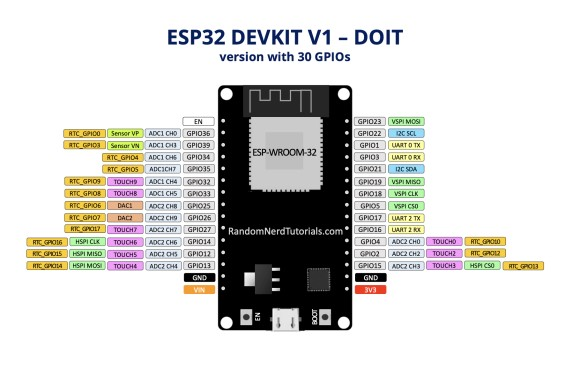 ESP32 DEVKIT V1 – DOIT
version with 30 GPIOs
EN
RTC_GPIO0 Sensor VP ADC1 CH0 GPIO36
RTC_GPIO3 Sensor VN ADC1 CH3 GPIO39
RTC_GPIO4 ADC1 CH6 GPIO34
RTC_GPIO5 ADC1CH7 GPIO35
RTC_GPIO9 TOUCH9 ADC1 CH4 GPIO32
RTC_GPIO8 TOUCH8 ADC1 CH5 GPIO33
RTC_GPIO6 DAC1 ADC2 CH8 GPIO25
RTC_GPIO7 DAC2 ADC2 CH9 GPIO26
RTC_GPIO17 TOUCH7 ADC2 CH7 GPIO27
RTC_GPIO16 HSPI CLK TOUCH6 ADC2 CH6 GPIO14
RTC_GPIO15 HSPI MISO TOUCH5 ADC2 CH5 GPIO12
RTC_GPIO14 HSPI MOSI TOUCH4 ADC2 CH4 GPIO13
GND
VIN
ESP-WROOM-32
RandomNerdTutorials.com
EN
BOOT
GPIO23 VSPI MOSI
GPIO22 I2C SCL
GPIO1 UART 0 TX
GPIO3 UART 0 RX
GPIO21 I2C SDA
GPIO19 VSPI MISO
GPIO18 VSPI CLK
GPIO5 VSPI CS0
GPIO17 UART 2 TX
GPIO16 UART 2 RX
GPIO4 ADC2 CH0 TOUCH0 RTC_GPIO10
GPIO2 ADC2 CH2 TOUCH2 RTC_GPIO12
GPIO15 ADC2 CH3 TOUCH3 HSPI CS0 RTC_GPIO13
GND
3V3